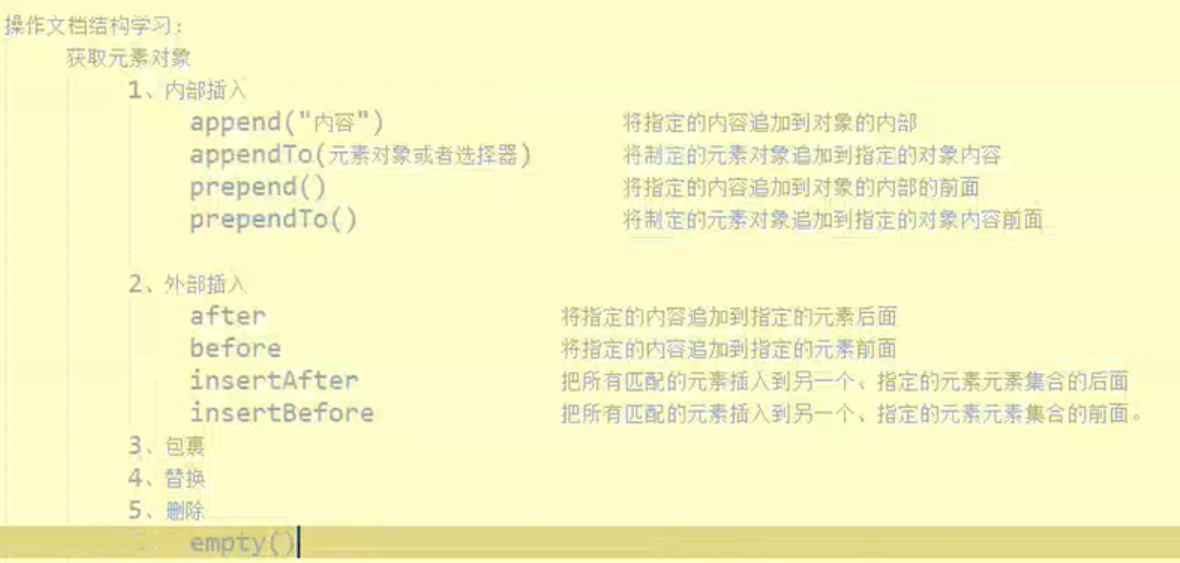 操作文档结构学习：
获取元素对象
1、内部插入
append("内容") 将指定的内容追加到对象的内部
appendTo(元素对象或者选择器) 将制定的元素对象追加到指定的对象内容
prepend() 将指定的内容追加到对象的内部的前面
prependTo() 将制定的元素对象追加到指定的对象内容前面
2、外部插入
after 将指定的内容追加到指定的元素后面
before 将指定的内容追加到指定的元素前面
insertAfter 把所有匹配的元素插入到另一个、指定的元素元素集合的后面
insertBefore 把所有匹配的元素插入到另一个、指定的元素元素集合的前面。
3、包裹
4、替换
5、删除
empty()